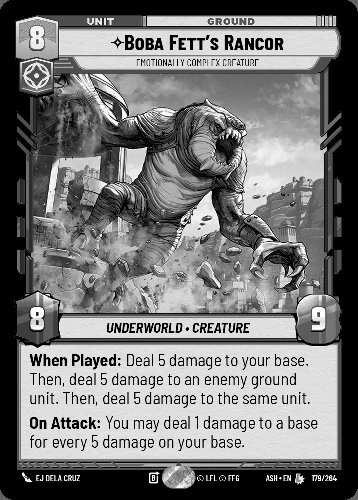 UNIT
GROUND
8
✧BOBA FETT'S RANCOR
EMOTIONALLY COMPLEX CREATURE
8
9
UNDERWORLD • CREATURE
When Played: Deal 5 damage to your base.
Then, deal 5 damage to an enemy ground
unit. Then, deal 5 damage to the same unit.
On Attack: You may deal 1 damage to a base
for every 5 damage on your base.
EJ DELA CRUZ
© LFL © FFG
ASH • EN
179/264